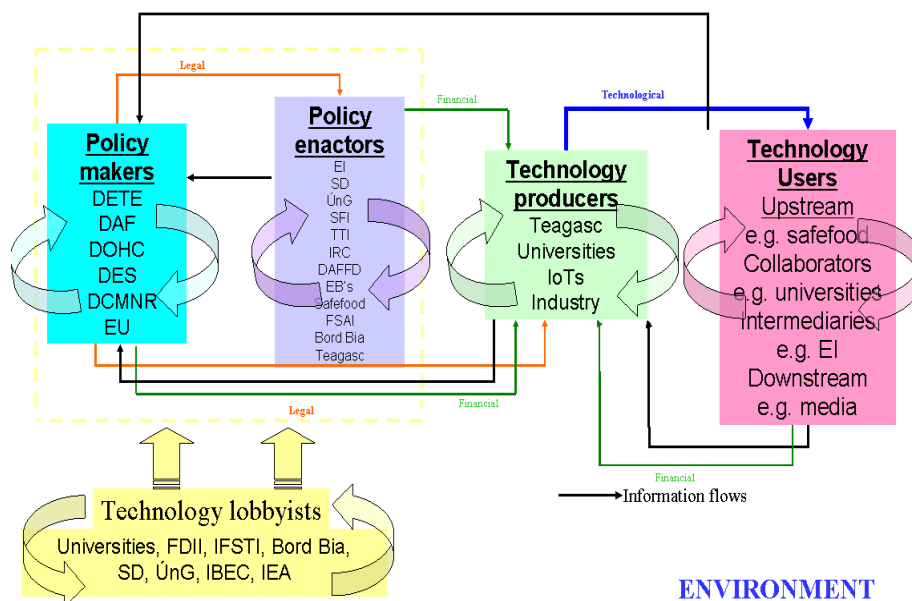 Legal
Financial
Technological
Policy
makers
DETE
DAF
DOHC
DES
DCMNR
EU
Policy
enactors
EI
SD
ÚnG
SFI
TTI
IRC
DAFFD
EB's
Safefood
FSAI
Bord Bia
Teagasc
Technology
producers
Teagasc
Universities
IoTs
Industry
Technology
Users
Upstream
e.g. safefood
Collaborators
e.g. universities
Intermediaries
e.g. EI
Downstream
e.g. media
Legal
Financial
Financial
Information flows
Technology lobbyists
Universities, FDII, IFSTI, Bord Bia,
SD, ÚnG, IBEC, IEA
ENVIRONMENT